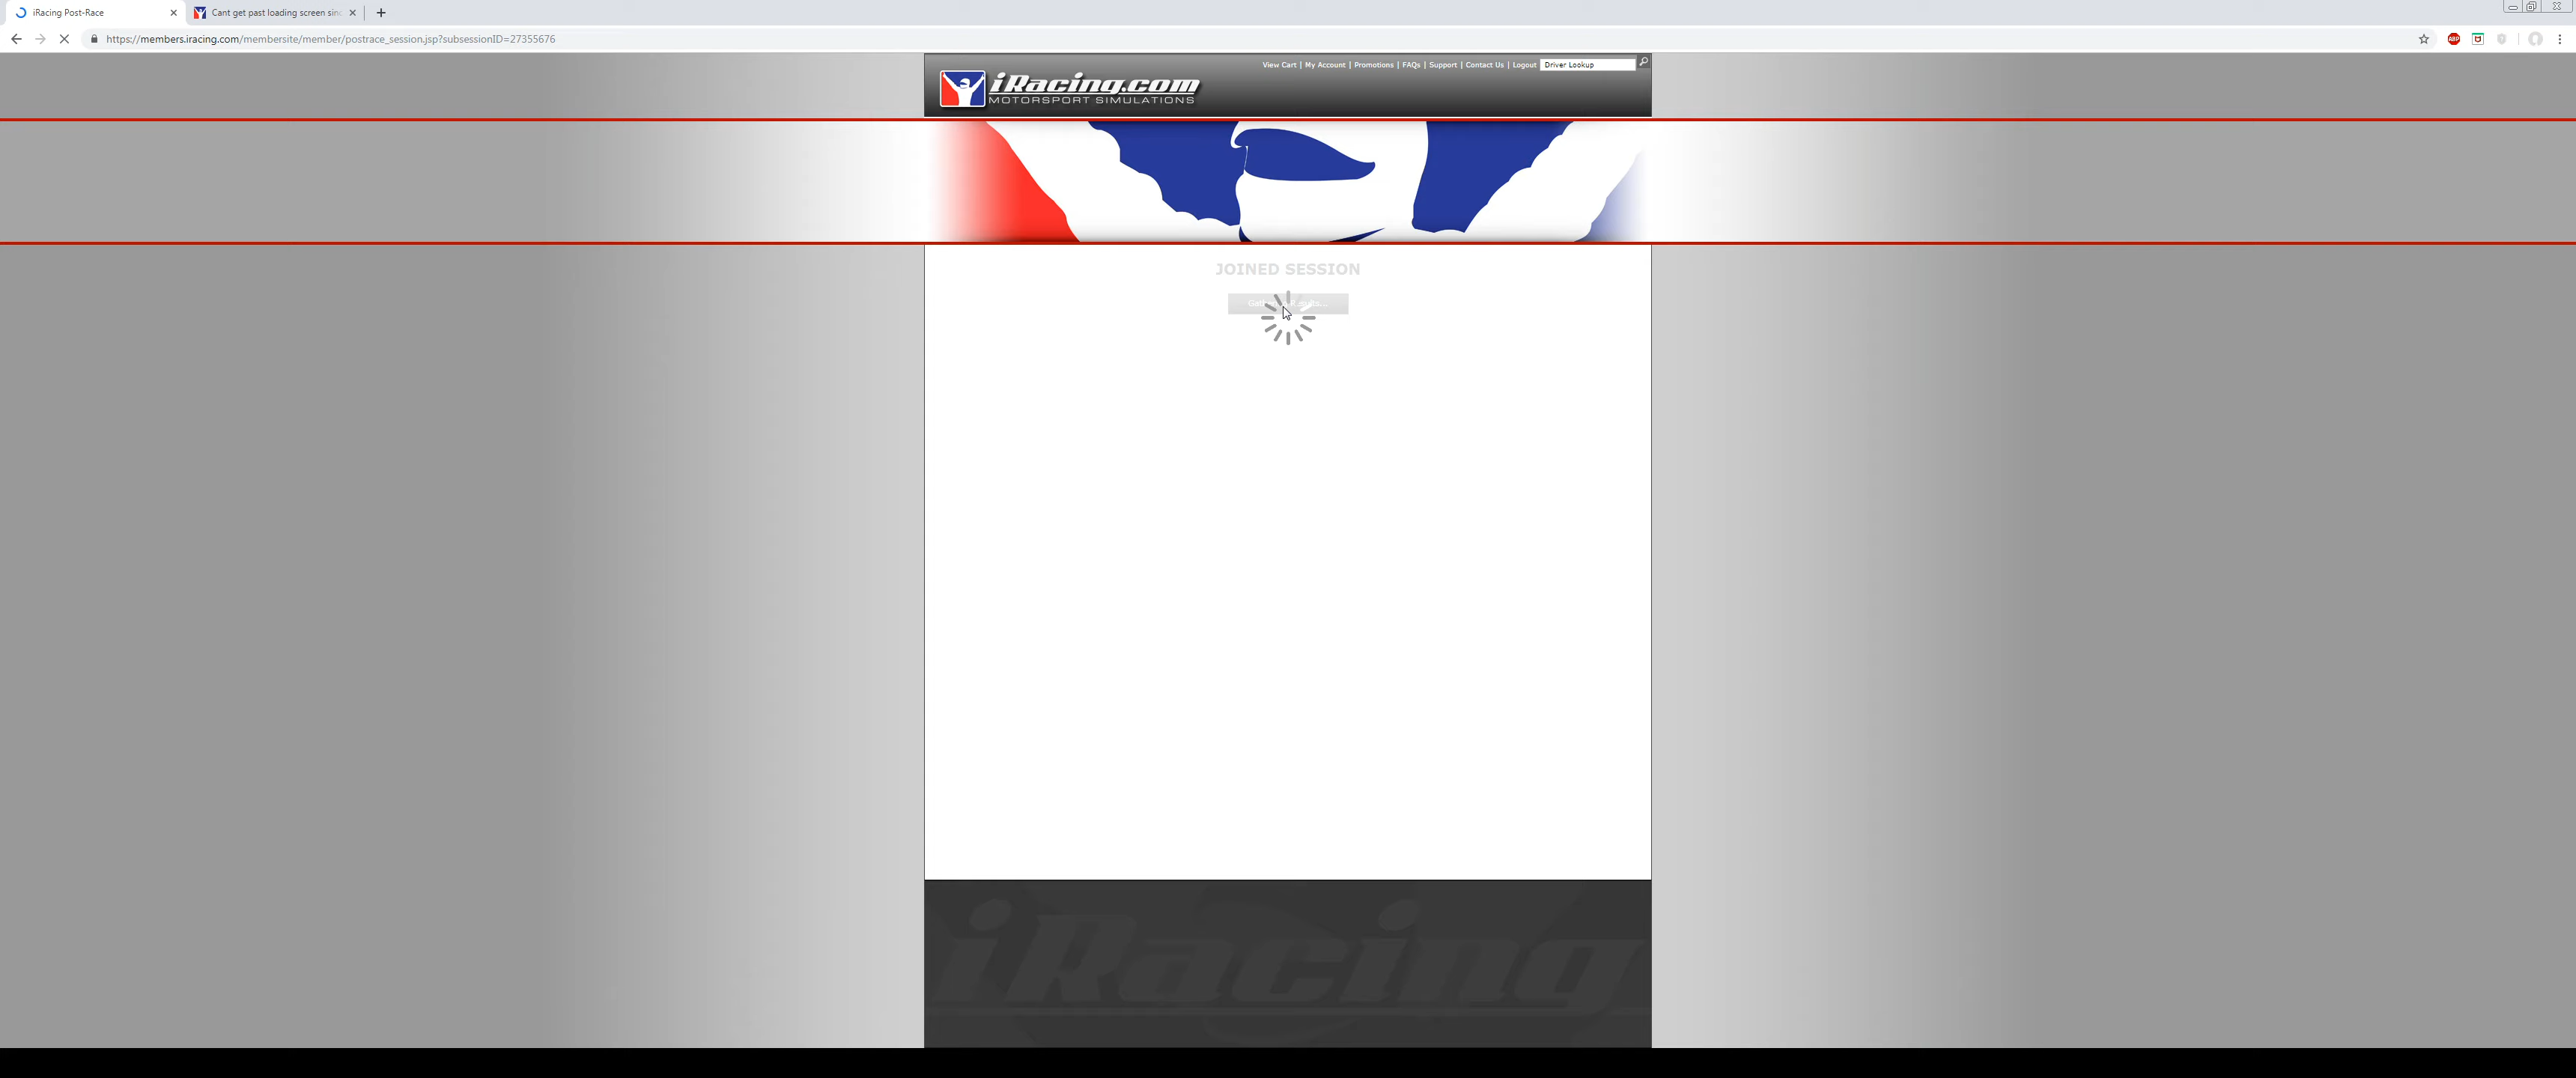 iRacing Post-Race
Cant get past loading screen sinc
https://members.iracing.com/membersite/member/postrace_session.jsp?subsessionID=27355676
ABP
View Cart | My Account | Promotions | FAQs | Support | Contact Us | Logout
Driver Lookup
iRacing.com
MOTORSPORT SIMULATIONS
JOINED SESSION
iRacing